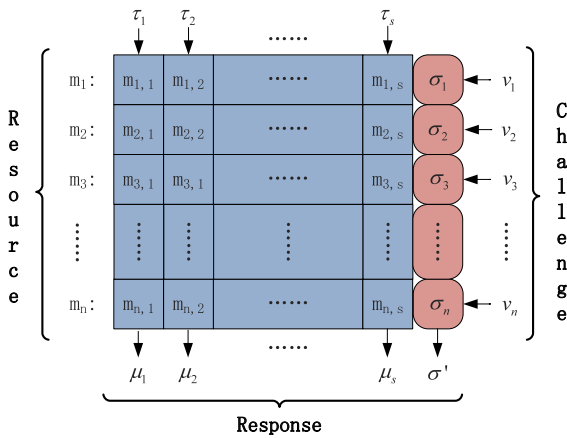 τ1 τ2 ...... τs
m1: m1,1 m1,2 ...... m1,s σ1 v1
m2: m2,1 m2,2 m2,s σ2 v2
m3: m3,1 m3,1 m3,s σ3 v3
...... ...... ...... ...... ...... ...... ......
mn: mn,1 mn,2 ...... mn,s σn vn
μ1 μ2 ...... μs σ'
Resource
Challenge
Response